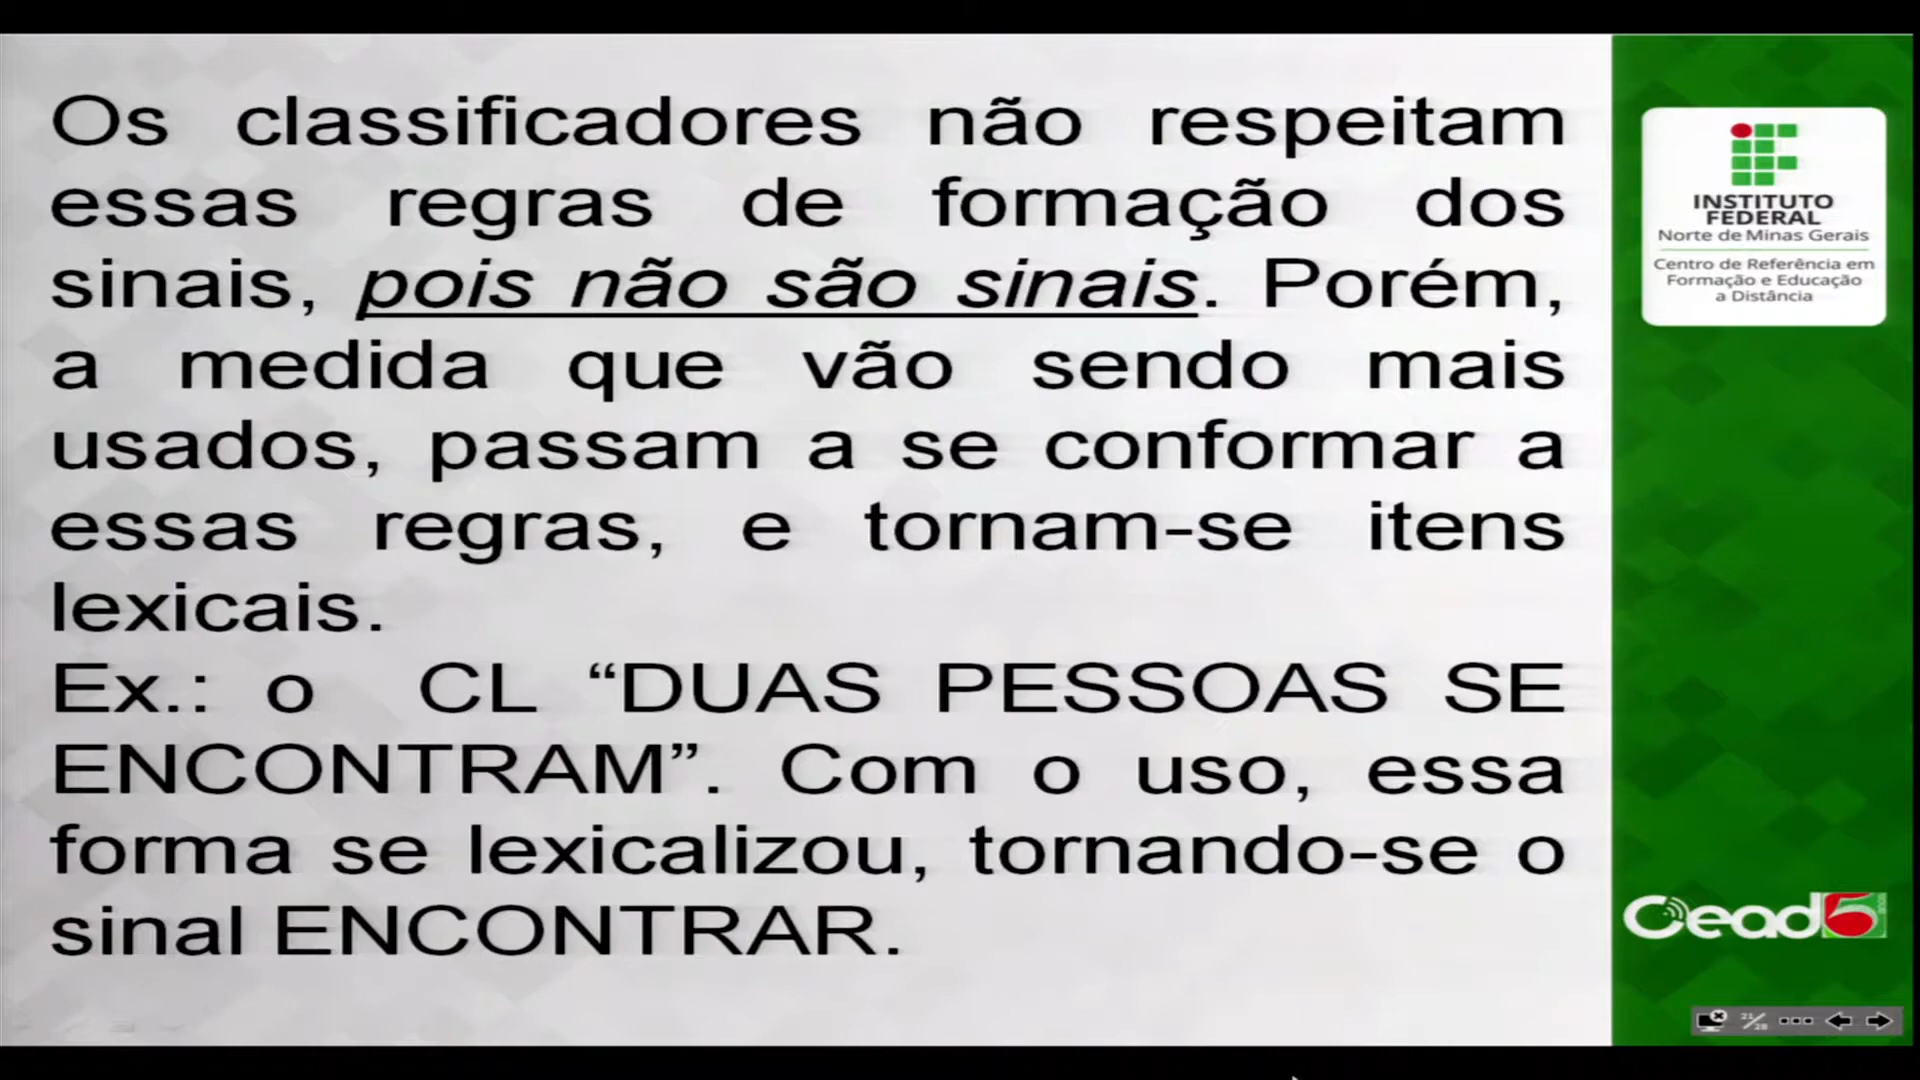 Os classificadores não respeitam
essas regras de formação dos
sinais, pois não são sinais. Porém,
a medida que vão sendo mais
usados, passam a se conformar a
essas regras, e tornam-se itens
lexicais.
Ex.: o CL “DUAS PESSOAS SE
ENCONTRAM”. Com o uso, essa
forma se lexicalizou, tornando-se o
sinal ENCONTRAR.
INSTITUTO
FEDERAL
Norte de Minas Gerais
Centro de Referência em
Formação e Educação
a Distância
Cead 5
21/28